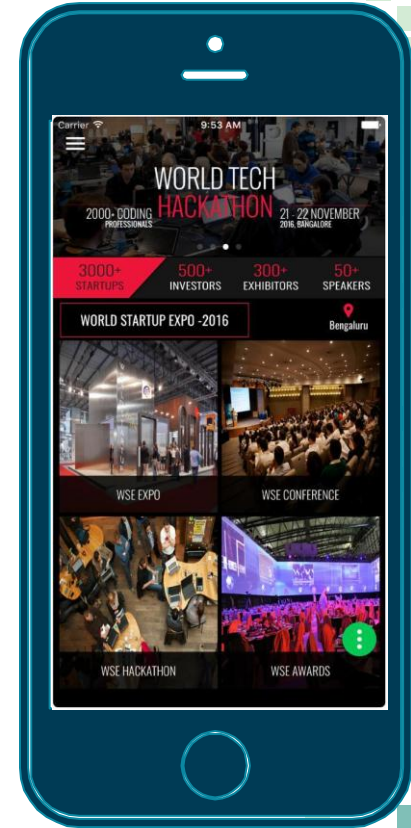 Carrier
9:53 AM
WORLD TECH
HACKATHON
2000+ CODING
PROFESSIONALS
21 - 22 NOVEMBER
2016, BANGALORE
3000+
STARTUPS
500+
INVESTORS
300+
EXHIBITORS
50+
SPEAKERS
WORLD STARTUP EXPO -2016
Bengaluru
WSE EXPO
WSE CONFERENCE
WSE HACKATHON
WSE AWARDS